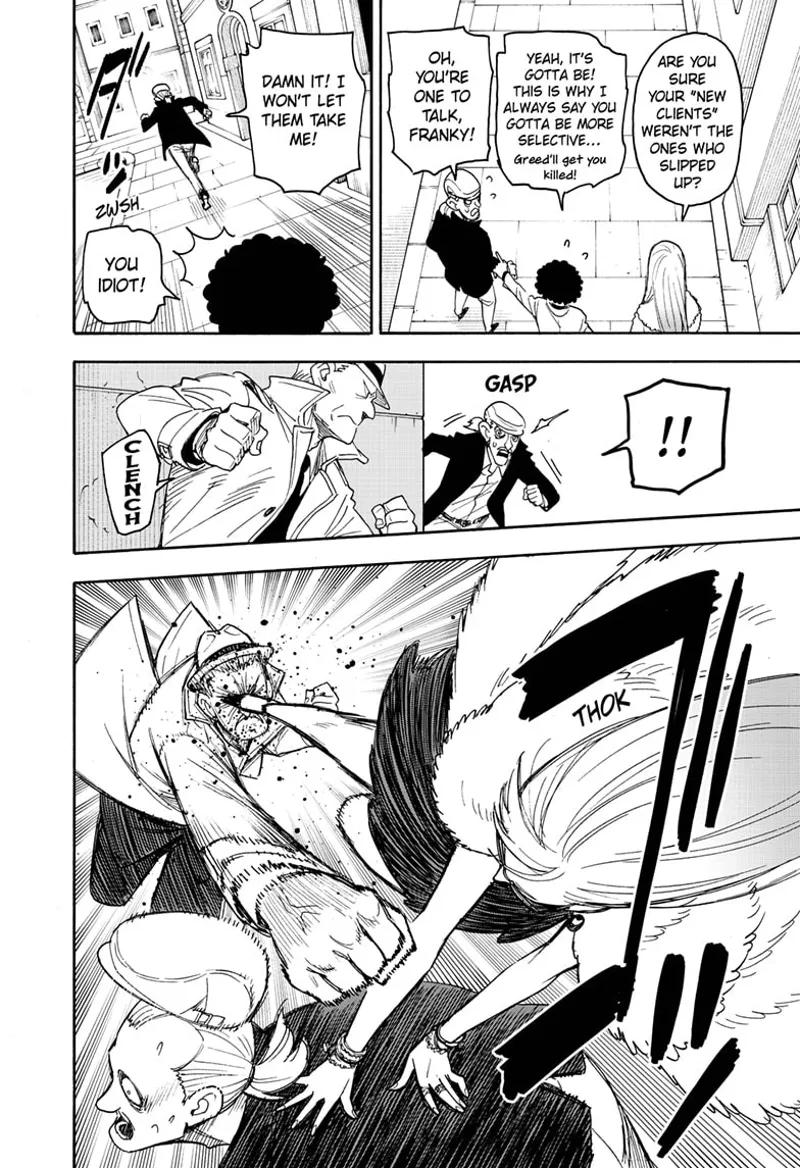 ARE YOU
SURE
YOUR "NEW
CLIENTS"
WEREN'T THE
ONES WHO
SLIPPED
UP?
YEAH, IT'S
GOTTA BE!
THIS IS WHY I
ALWAYS SAY YOU
GOTTA BE MORE
SELECTIVE...
Greed'll get you
killed!
OH,
YOU'RE
ONE TO
TALK,
FRANKY!
DAMN IT! I
WON'T LET
THEM TAKE
ME!
ZWSH
YOU
IDIOT!
!!
GASP
CLENCH
THOK